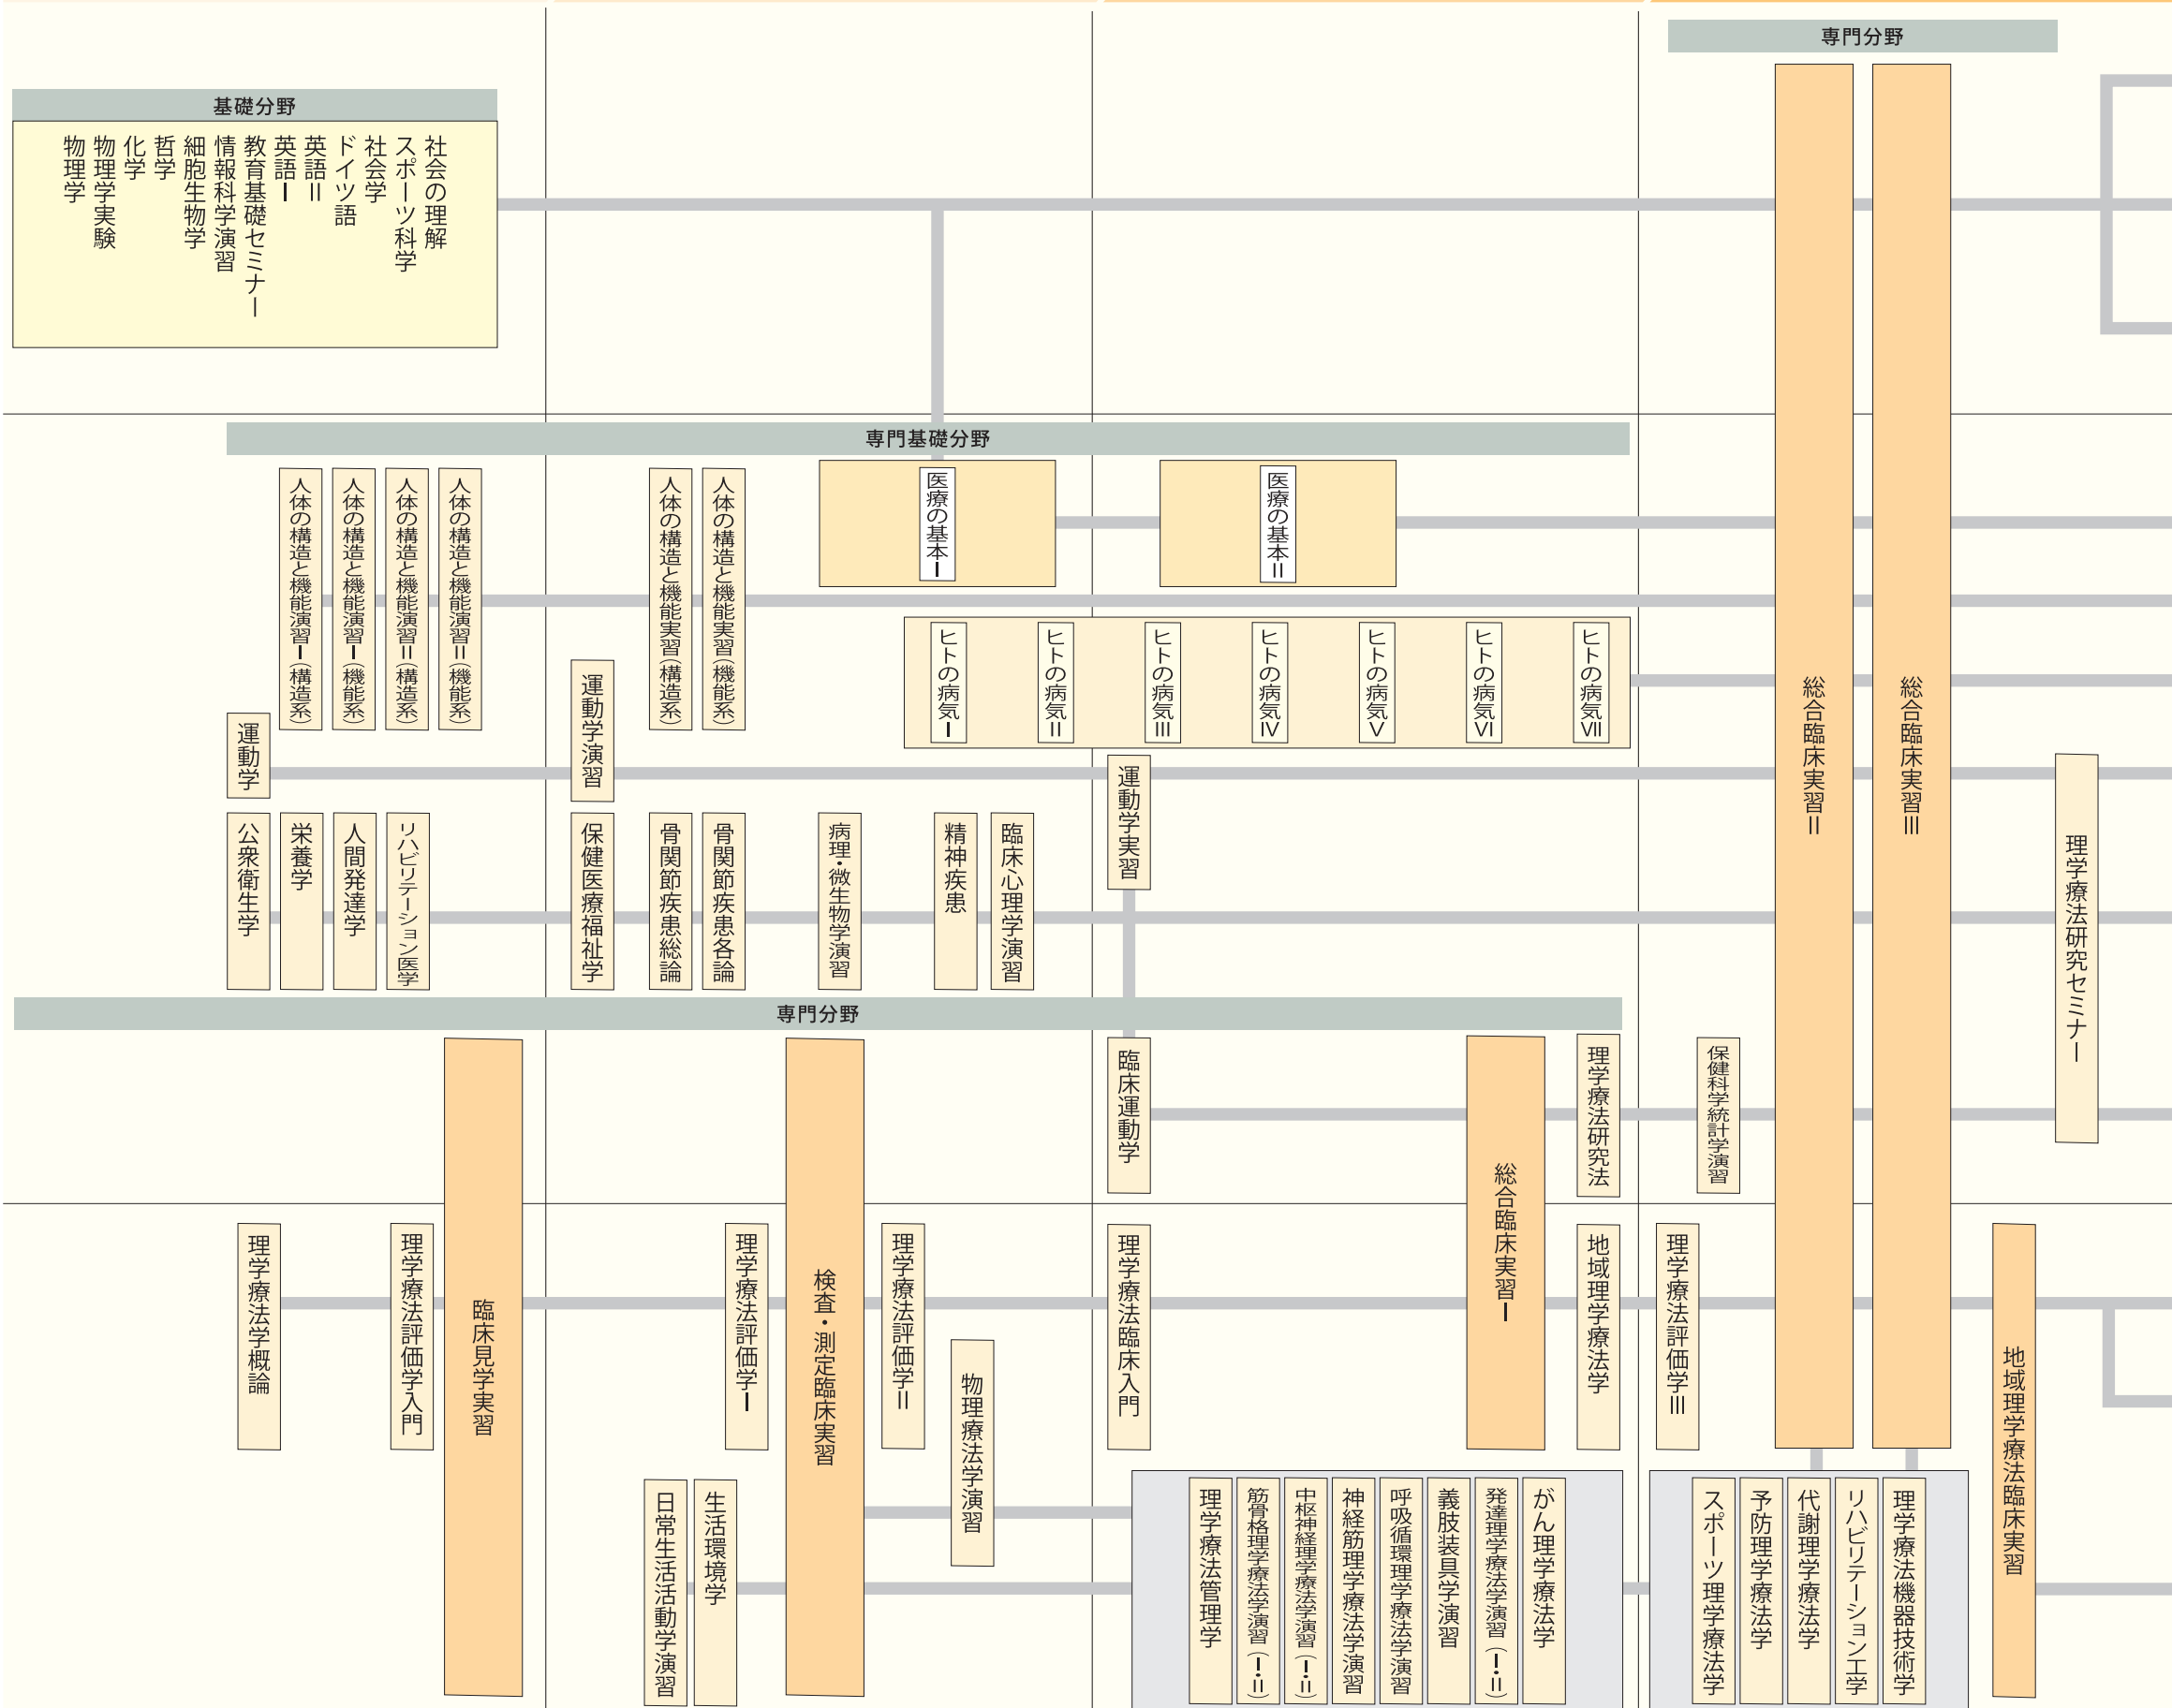 専門分野
基礎分野
物理学
物理学実験
化学
哲学
細胞生物学
情報科学演習
教育基礎セミナー
英語Ⅰ
英語Ⅱ
ドイツ語
社会学
スポーツ科学
社会の理解
専門基礎分野
人体の構造と機能演習Ⅰ(構造系)
人体の構造と機能演習Ⅰ(機能系)
人体の構造と機能演習Ⅱ(構造系)
人体の構造と機能演習Ⅱ(機能系)
人体の構造と機能実習(構造系)
人体の構造と機能実習(機能系)
医療の基本Ⅰ
医療の基本Ⅱ
ヒトの病気Ⅰ
ヒトの病気Ⅱ
ヒトの病気Ⅲ
ヒトの病気Ⅳ
ヒトの病気Ⅴ
ヒトの病気Ⅵ
ヒトの病気Ⅶ
運動学
運動学演習
運動学実習
総合臨床実習Ⅱ
総合臨床実習Ⅲ
公衆衛生学
栄養学
人間発達学
リハビリテーション医学
保健医療福祉学
骨関節疾患総論
骨関節疾患各論
病理・微生物学演習
精神疾患
臨床心理学演習
理学療法研究セミナー
専門分野
臨床見学実習
検査・測定臨床実習
臨床運動学
総合臨床実習Ⅰ
理学療法研究法
保健科学統計学演習
理学療法学概論
理学療法評価学入門
理学療法評価学Ⅰ
理学療法評価学Ⅱ
物理療法学演習
理学療法臨床入門
地域理学療法学
理学療法評価学Ⅲ
地域理学療法臨床実習
日常生活活動学演習
生活環境学
理学療法管理学
筋骨格理学療法学演習(Ⅰ・Ⅱ)
中枢神経理学療法学演習(Ⅰ・Ⅱ)
神経筋理学療法学演習
呼吸循環理学療法学演習
義肢装具学演習
発達理学療法学演習(Ⅰ・Ⅱ)
がん理学療法学
スポーツ理学療法学
予防理学療法学
代謝理学療法学
リハビリテーション工学
理学療法機器技術学